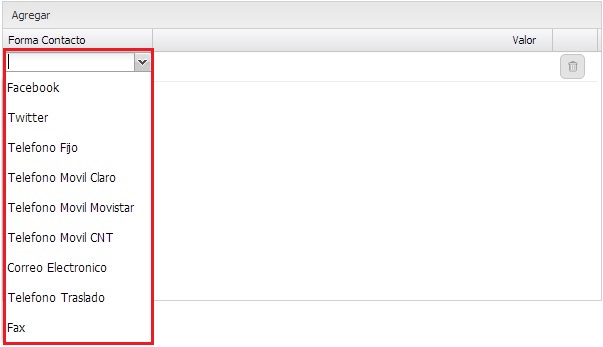 Agregar
Forma Contacto Valor
Facebook
Twitter
Telefono Fijo
Telefono Movil Claro
Telefono Movil Movistar
Telefono Movil CNT
Correo Electronico
Telefono Traslado
Fax